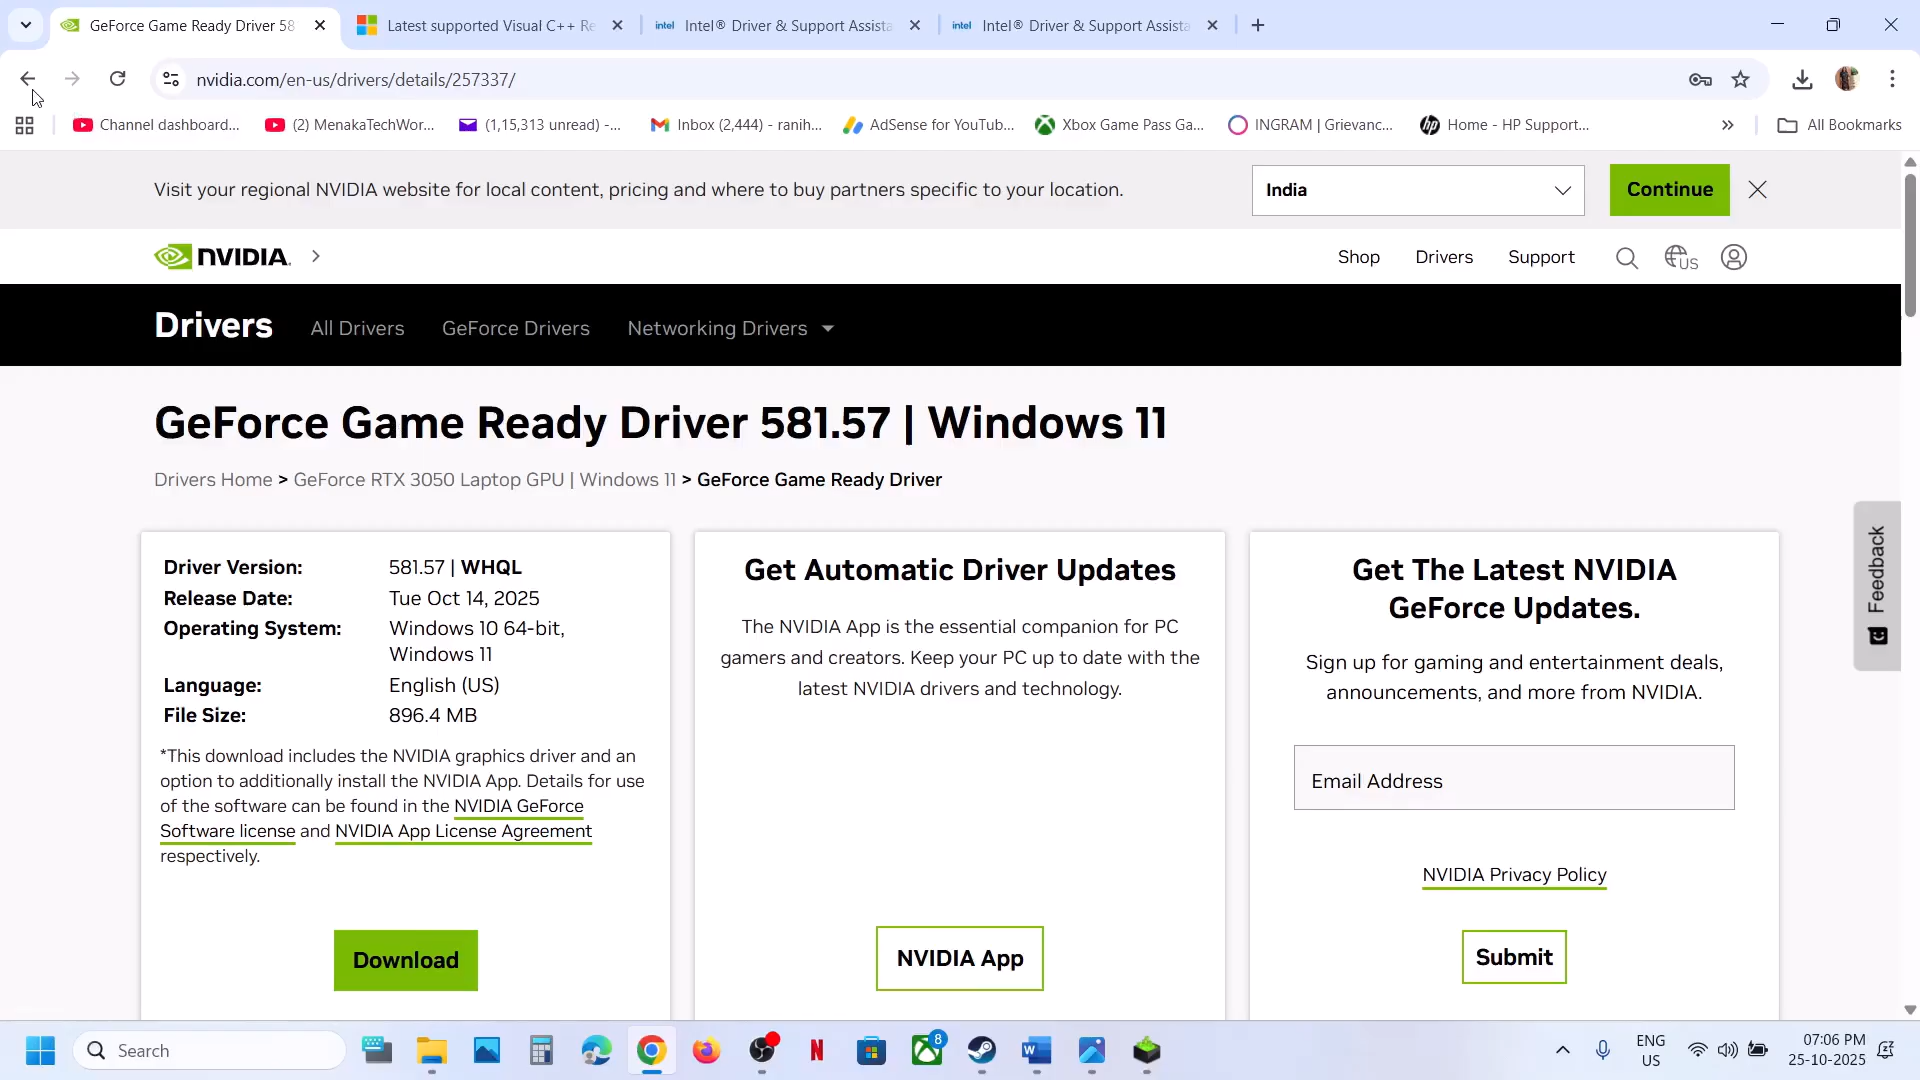 GeForce Game Ready Driver 58
Latest supported Visual C++ Re
intel Intel® Driver & Support Assista
intel Intel® Driver & Support Assista
nvidia.com/en-us/drivers/details/257337/
Channel dashboard...
(2) MenakaTechWor...
(1,15,313 unread) -...
Inbox (2,444) - ranih...
AdSense for YouTub...
Xbox Game Pass Ga...
INGRAM | Grievanc...
Home - HP Support...
All Bookmarks
Visit your regional NVIDIA website for local content, pricing and where to buy partners specific to your location.
India
Continue
NVIDIA.
Shop
Drivers
Support
US
Drivers
All Drivers
GeForce Drivers
Networking Drivers
GeForce Game Ready Driver 581.57 | Windows 11
Drivers Home > GeForce RTX 3050 Laptop GPU | Windows 11 > GeForce Game Ready Driver
Driver Version: 581.57 | WHQL
Release Date: Tue Oct 14, 2025
Operating System: Windows 10 64-bit,
Windows 11
Language: English (US)
File Size: 896.4 MB
*This download includes the NVIDIA graphics driver and an
option to additionally install the NVIDIA App. Details for use
of the software can be found in the NVIDIA GeForce
Software license and NVIDIA App License Agreement
respectively.
Download
Get Automatic Driver Updates
The NVIDIA App is the essential companion for PC
gamers and creators. Keep your PC up to date with the
latest NVIDIA drivers and technology.
NVIDIA App
Get The Latest NVIDIA
GeForce Updates.
Sign up for gaming and entertainment deals,
announcements, and more from NVIDIA.
Email Address
NVIDIA Privacy Policy
Submit
Feedback
Search
8
ENG
US
07:06 PM
25-10-2025